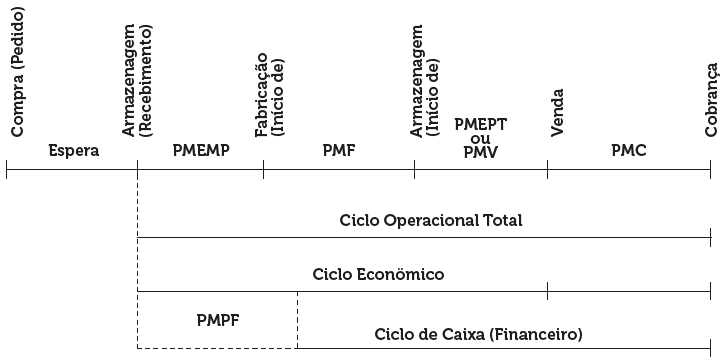 Compra (Pedido)
Armazenagem
(Recebimento)
Fabricação
(Início de)
Armazenagem
(Início de)
Venda
Cobrança
Espera
PMEMP
PMF
PMEPT
ou
PMV
PMC
Ciclo Operacional Total
Ciclo Econômico
PMPF
Ciclo de Caixa (Financeiro)